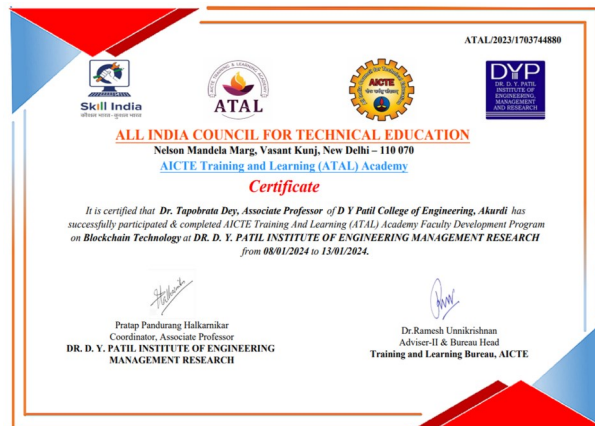 ATAL/2023/1703744880
Skill India
कौशल भारत - कुशल भारत
AICTE TRAINING & LEARNING ACADEMY
ATAL
AICTE
DYP
DR. D. Y. PATIL
INSTITUTE OF
ENGINEERING,
MANAGEMENT
AND RESEARCH
ALL INDIA COUNCIL FOR TECHNICAL EDUCATION
Nelson Mandela Marg, Vasant Kunj, New Delhi – 110 070
AICTE Training and Learning (ATAL) Academy
Certificate
It is certified that Dr. Tapobrata Dey, Associate Professor of D Y Patil College of Engineering, Akurdi has
successfully participated & completed AICTE Training And Learning (ATAL) Academy Faculty Development Program
on Blockchain Technology at DR. D. Y. PATIL INSTITUTE OF ENGINEERING MANAGEMENT RESEARCH
from 08/01/2024 to 13/01/2024.
Pratap Pandurang Halkarnikar
Coordinator, Associate Professor
DR. D. Y. PATIL INSTITUTE OF ENGINEERING
MANAGEMENT RESEARCH
Dr.Ramesh Unnikrishnan
Adviser-II & Bureau Head
Training and Learning Bureau, AICTE